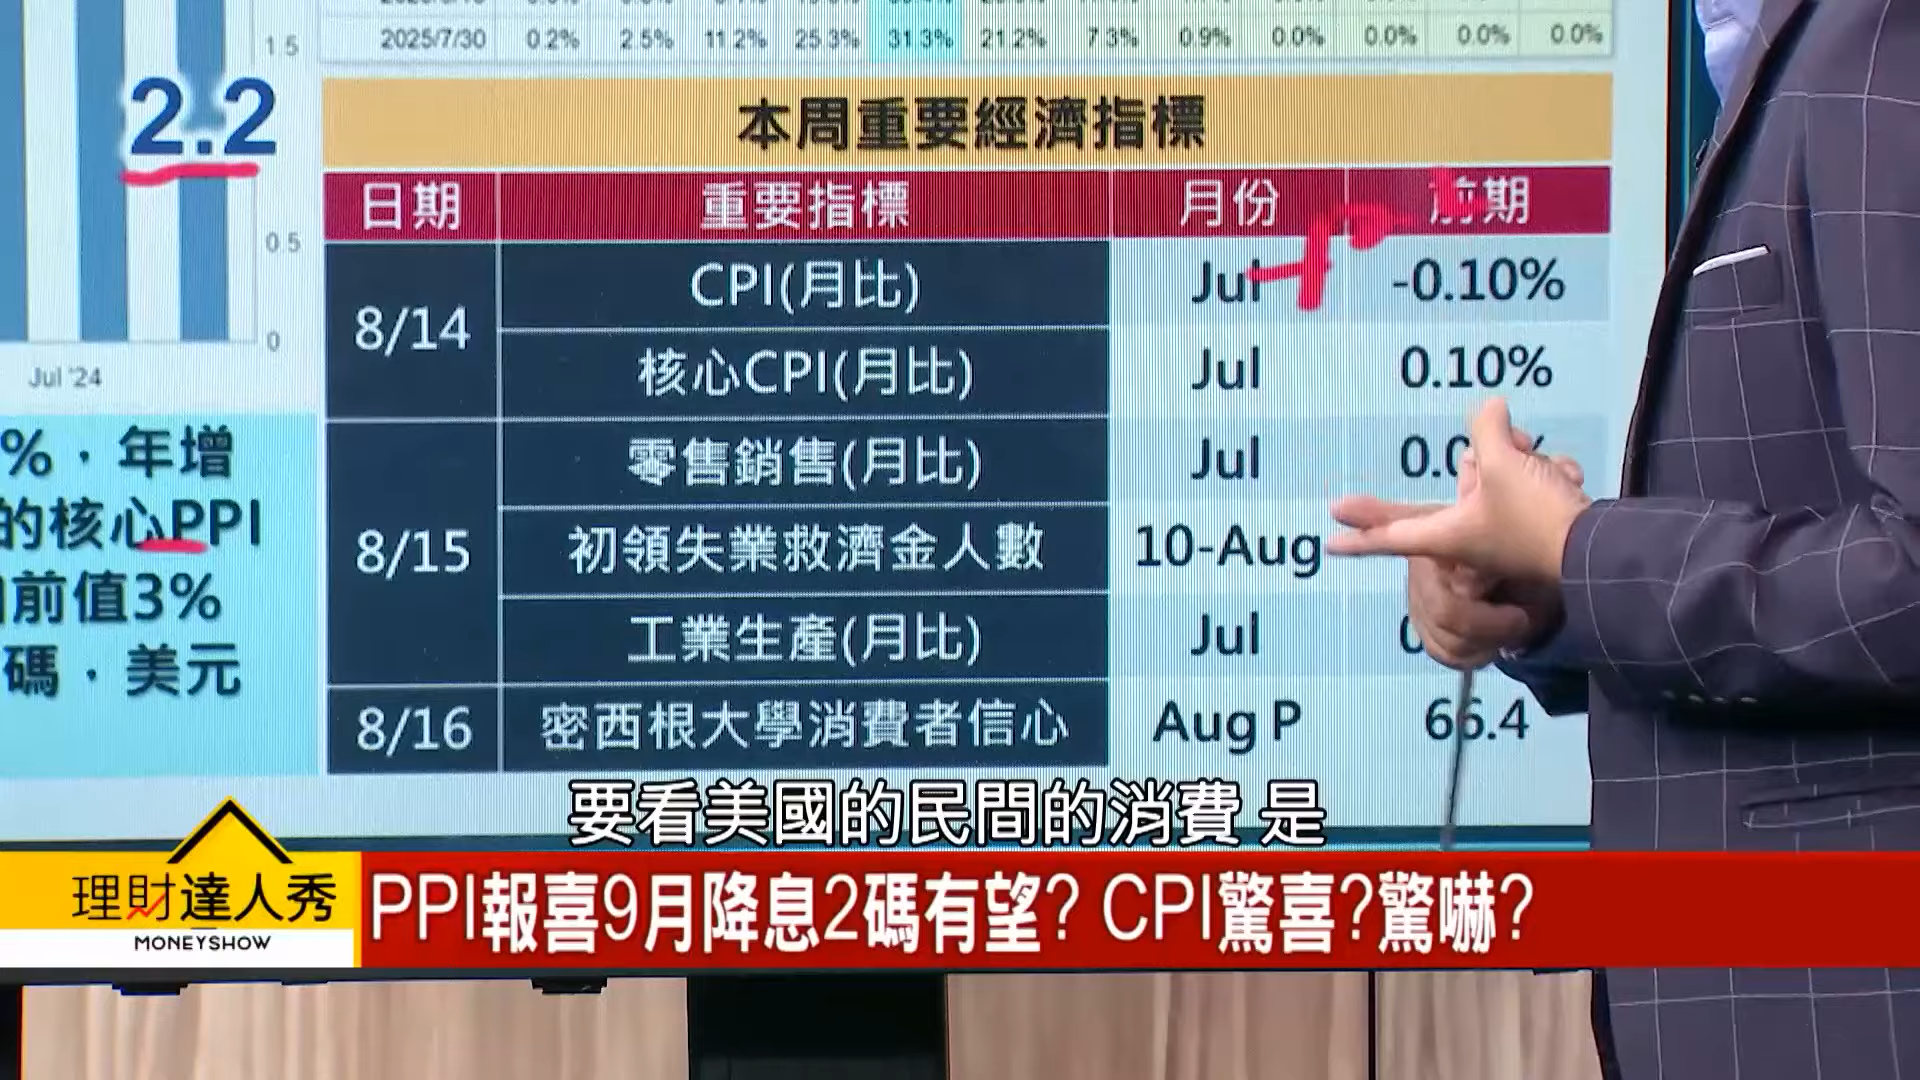 1.5
2025/7/30 0.2% 2.5% 11.2% 25.3% 31.3% 21.2% 7.3% 0.9% 0.0% 0.0% 0.0% 0.0%
2.2
0.5
0
Jul '24
%，年增
的核心PPI
前值3%
碼，美元
本周重要經濟指標
日期 重要指標 月份 前期
8/14 CPI(月比) Jul -0.10%
核心CPI(月比) Jul 0.10%
8/15 零售銷售(月比) Jul
初領失業救濟金人數 10-Aug
工業生產(月比) Jul
8/16 密西根大學消費者信心 Aug P 66.4
要看美國的民間的消費 是
理財達人秀
MONEYSHOW
PPI報喜9月降息2碼有望? CPI驚喜?驚嚇?